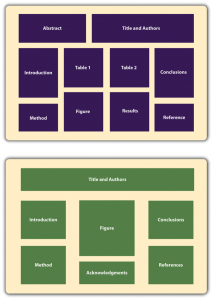 Abstract
Title and Authors
Introduction
Table 1
Table 2
Conclusions
Method
Figure
Results
Reference
Title and Authors
Introduction
Figure
Conclusions
Method
Acknowledgments
References